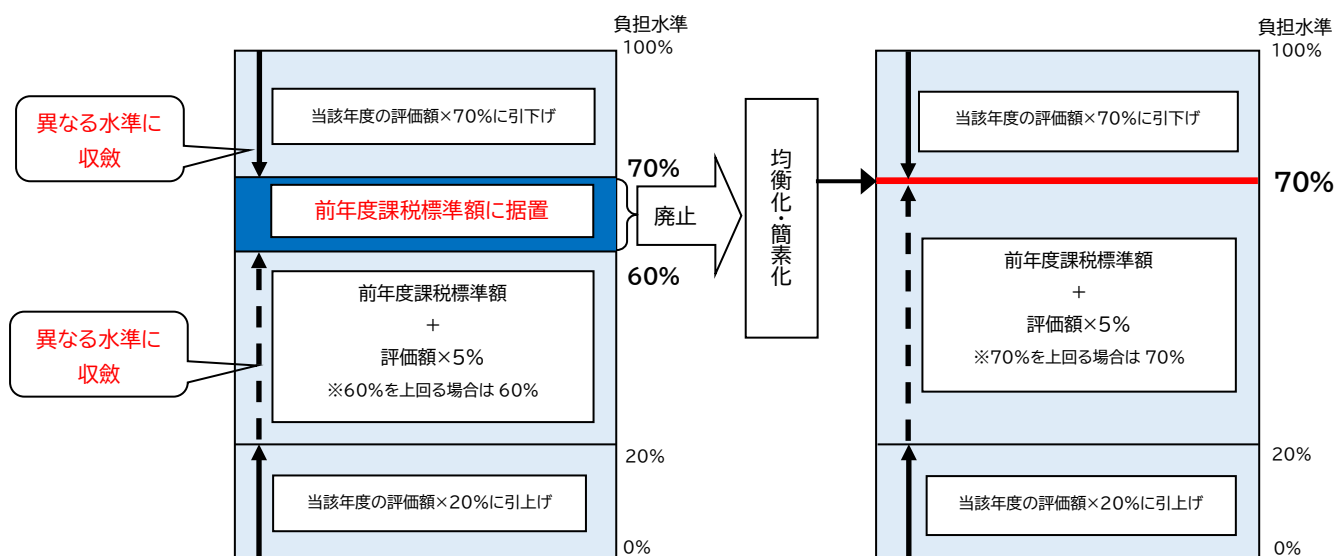 負担水準
100%
異なる水準に
収斂
当該年度の評価額×70%に引下げ
70%
前年度課税標準額に据置
60%
前年度課税標準額
+
評価額×5%
※60%を上回る場合は 60%
異なる水準に
収斂
20%
当該年度の評価額×20%に引上げ
0%
廃止
均衡化・簡素化
負担水準
100%
当該年度の評価額×70%に引下げ
70%
前年度課税標準額
+
評価額×5%
※70%を上回る場合は 70%
20%
当該年度の評価額×20%に引上げ
0%